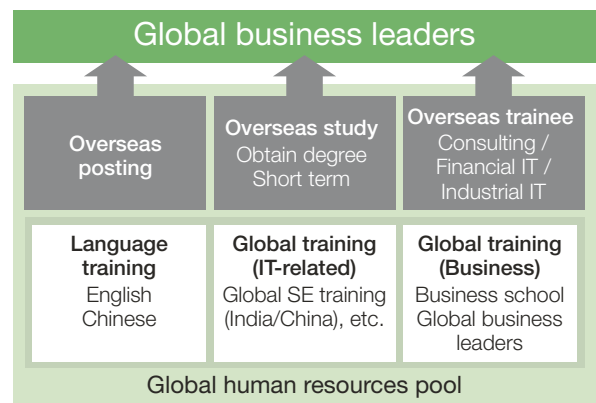 Global business leaders
Overseas
posting
Overseas study
Obtain degree
Short term
Overseas trainee
Consulting /
Financial IT /
Industrial IT
Language
training
English
Chinese
Global training
(IT-related)
Global SE training
(India/China), etc.
Global training
(Business)
Business school
Global business
leaders
Global human resources pool